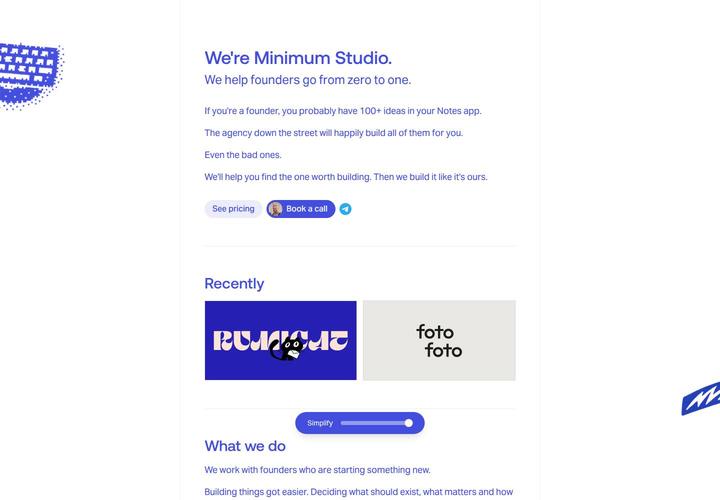 We're Minimum Studio.
We help founders go from zero to one.
If you're a founder, you probably have 100+ ideas in your Notes app.
The agency down the street will happily build all of them for you.
Even the bad ones.
We'll help you find the one worth building. Then we build it like it's ours.
See pricing
Book a call
Recently
foto
foto
Simplify
What we do
We work with founders who are starting something new.
Building things got easier. Deciding what should exist, what matters and how